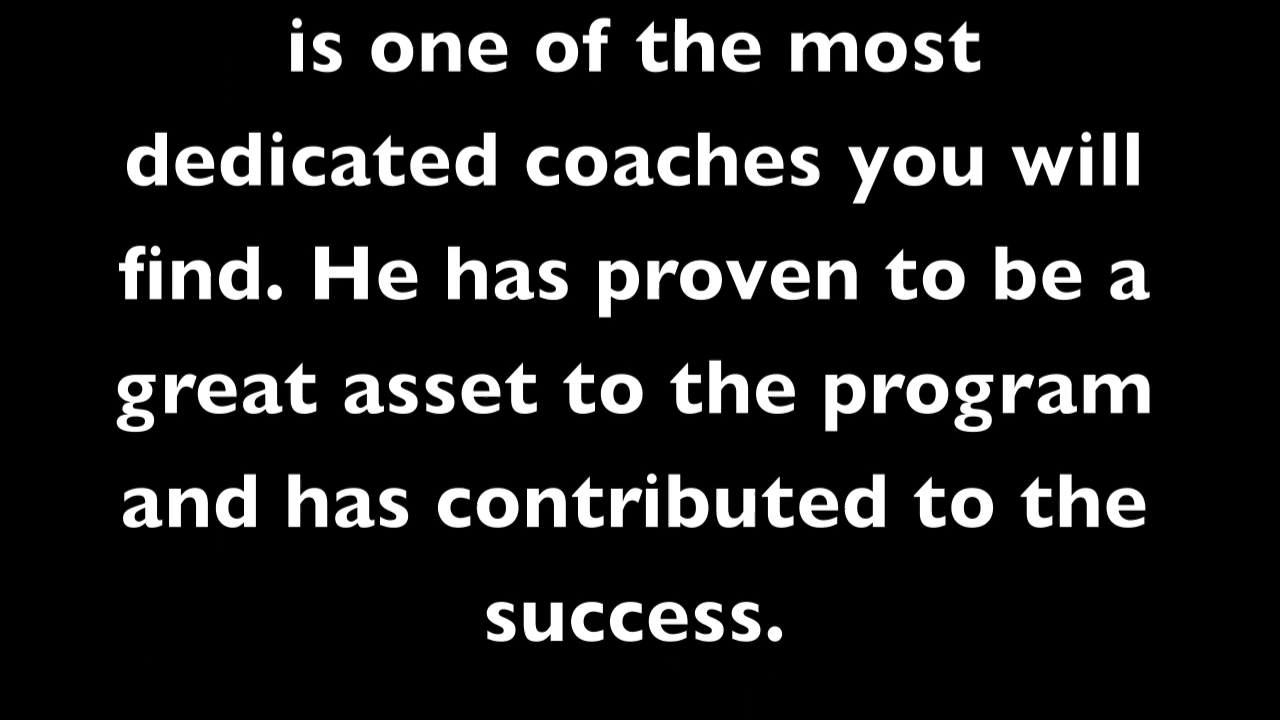 is one of the most
dedicated coaches you will
find. He has proven to be a
great asset to the program
and has contributed to the
success.